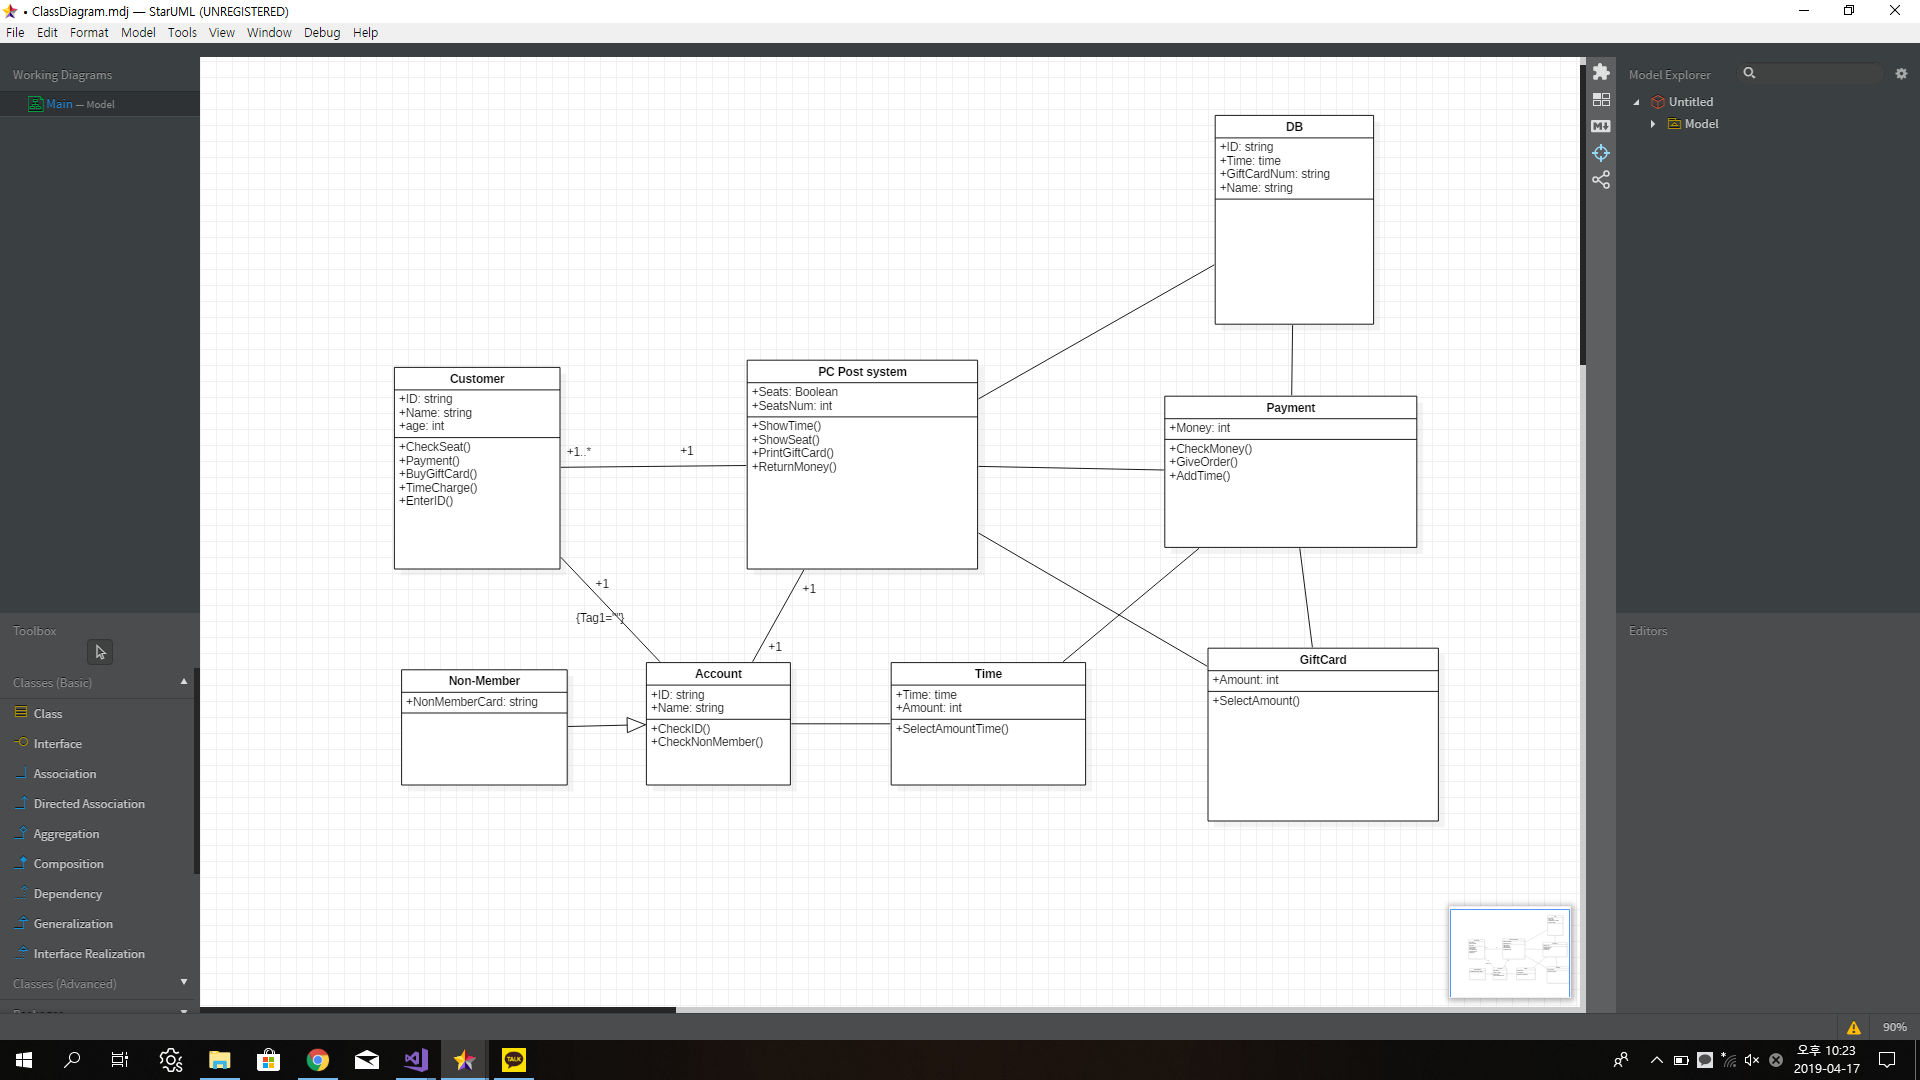 • ClassDiagram.mdj — StarUML (UNREGISTERED)
File Edit Format Model Tools View Window Debug Help
Working Diagrams
Main — Model
Model Explorer
Untitled
Model
DB
+ID: string
+Time: time
+GiftCardNum: string
+Name: string
Customer
+ID: string
+Name: string
+age: int
+CheckSeat()
+Payment()
+BuyGiftCard()
+TimeCharge()
+EnterID()
+1..*
+1
PC Post system
+Seats: Boolean
+SeatsNum: int
+ShowTime()
+ShowSeat()
+PrintGiftCard()
+ReturnMoney()
Payment
+Money: int
+CheckMoney()
+GiveOrder()
+AddTime()
+1
{Tag1=""}
+1
+1
Non-Member
+NonMemberCard: string
Account
+ID: string
+Name: string
+CheckID()
+CheckNonMember()
Time
+Time: time
+Amount: int
+SelectAmountTime()
GiftCard
+Amount: int
+SelectAmount()
Toolbox
Classes (Basic)
Class
Interface
Association
Directed Association
Aggregation
Composition
Dependency
Generalization
Interface Realization
Classes (Advanced)
Editors
M
90%
TALK
오후 10:23
2019-04-17